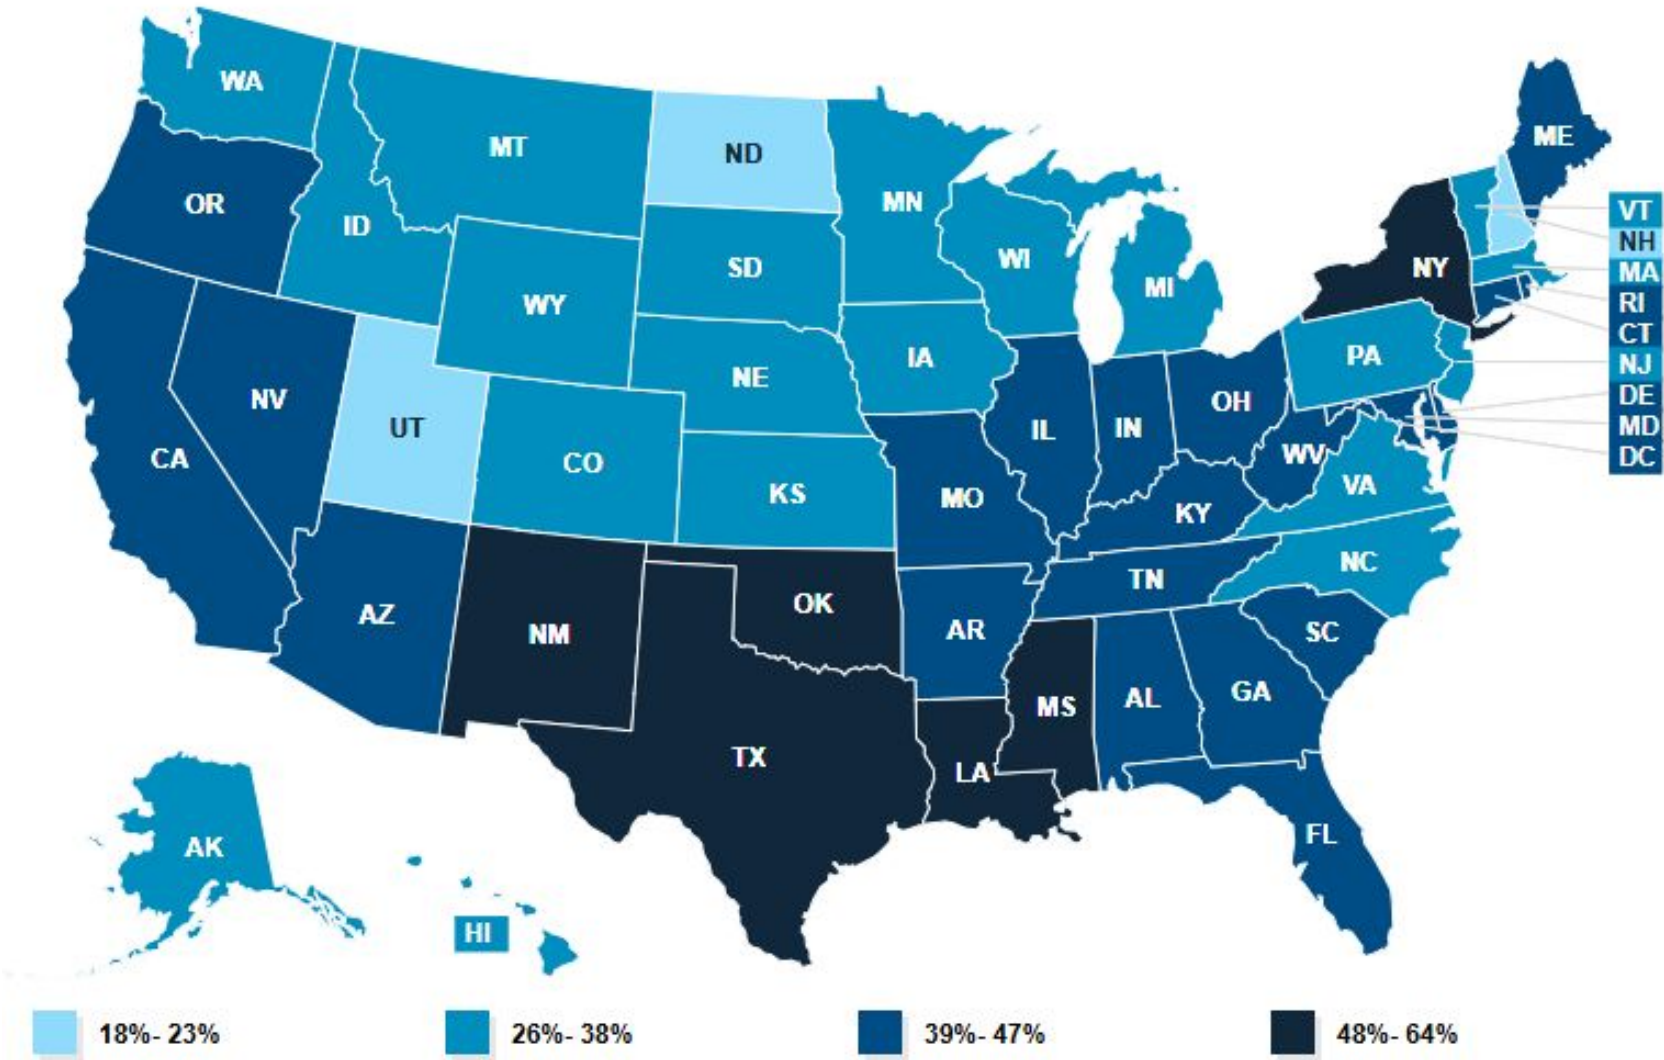 WA
MT
ND
ME
OR
ID
MN
VT
NH
SD
WI
NY
MA
WY
MI
RI
CT
IA
PA
NJ
NE
NV
UT
OH
DE
IL
IN
MD
CA
CO
WV
DC
KS
MO
KY
VA
TN
NC
AZ
NM
OK
AR
SC
MS
AL
GA
TX
LA
FL
AK
HI
18%- 23%
26%- 38%
39%- 47%
48%- 64%